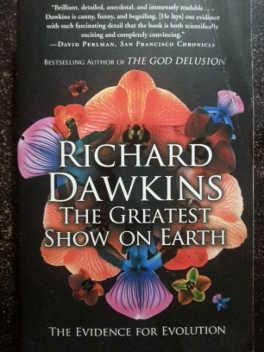 "Brilliant, detailed, anecdotal, and immensely readable . . .
Dawkins is canny, funny, and beguiling. [He lays] out evidence
with such fascinating detail that the book is both scientifically
exciting and completely convincing."
—David Perlman, San Francisco Chronicle
Bestselling Author of THE GOD DELUSION
RICHARD
DAWKINS
THE GREATEST
SHOW ON EARTH
THE EVIDENCE FOR EVOLUTION